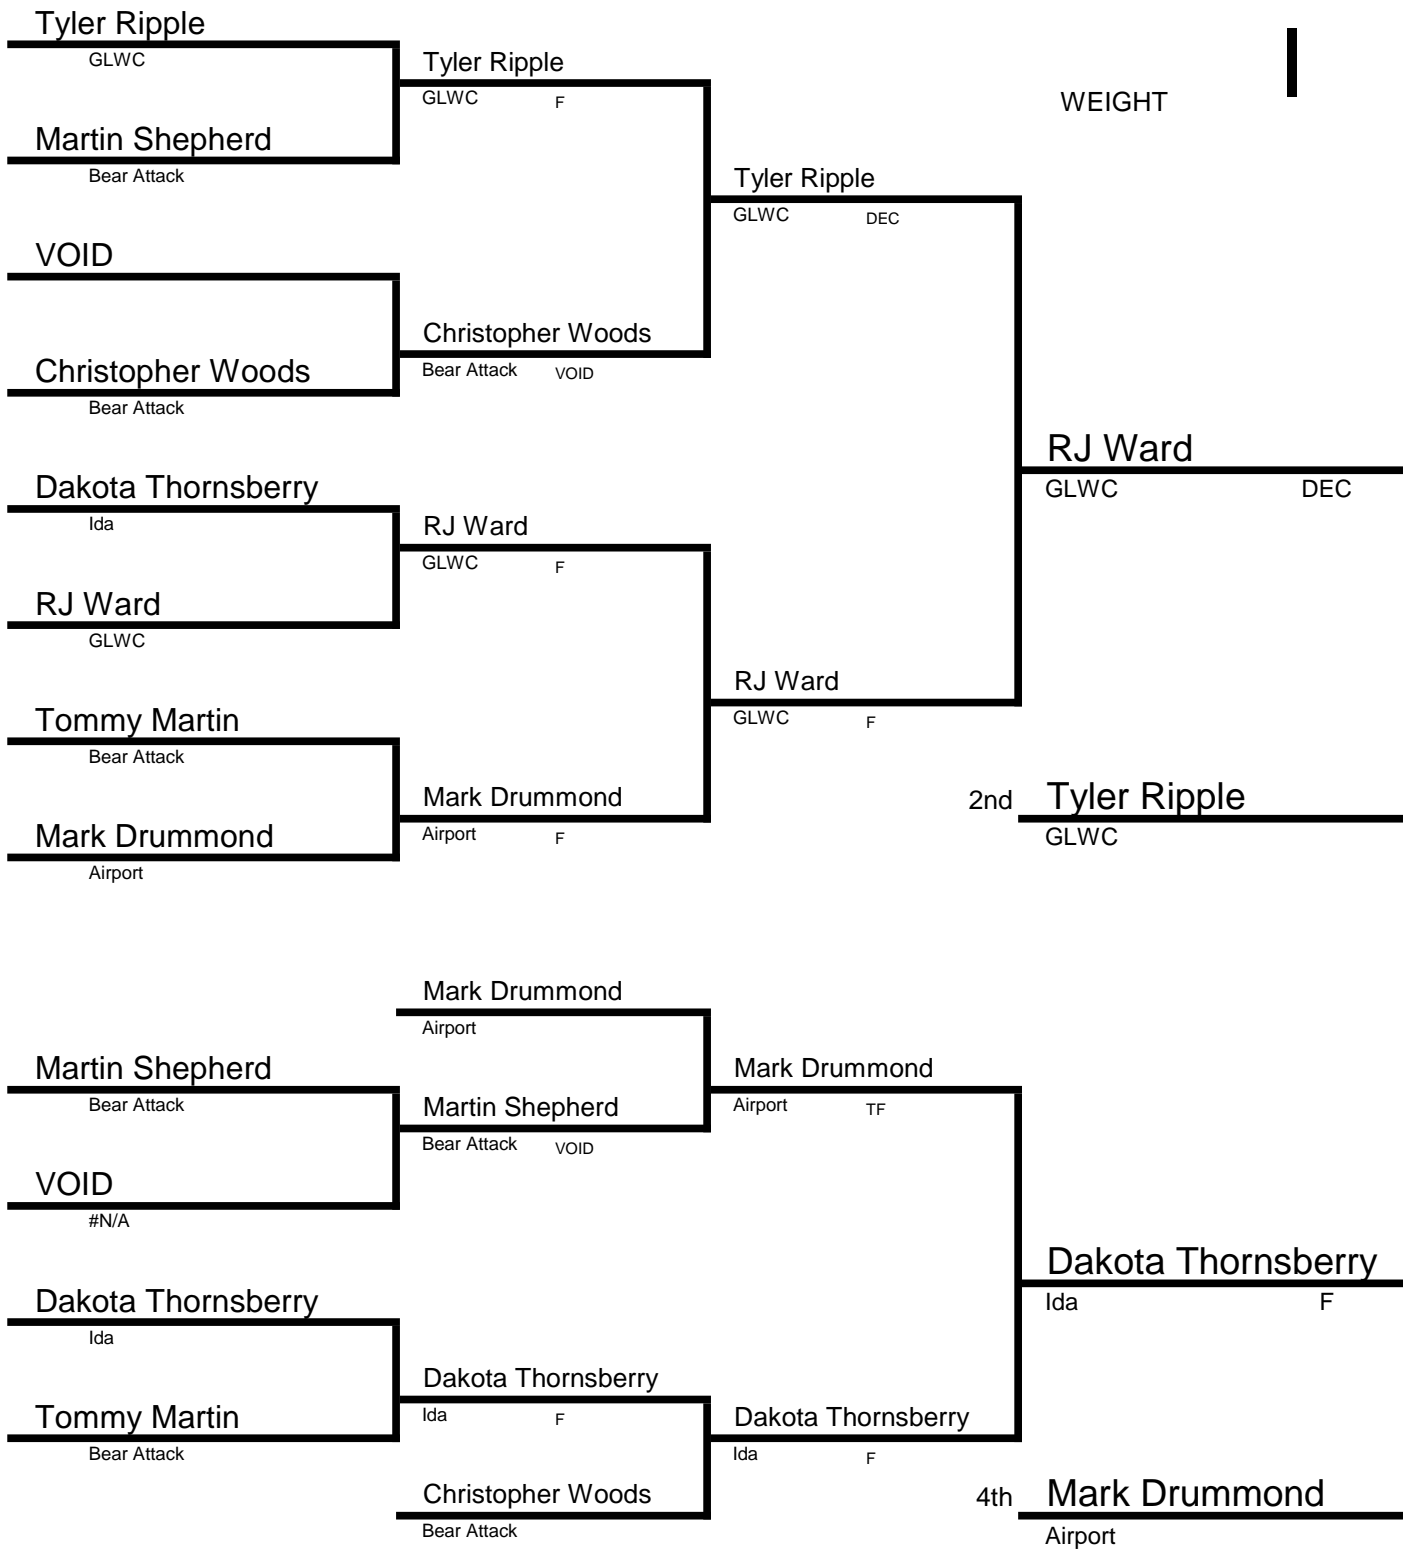 Tyler Ripple
GLWC
Tyler Ripple
GLWC F
WEIGHT
Martin Shepherd
Bear Attack
Tyler Ripple
GLWC DEC
VOID
Christopher Woods
Bear Attack VOID
Christopher Woods
Bear Attack
RJ Ward
GLWC DEC
Dakota Thornsberry
Ida
RJ Ward
GLWC F
RJ Ward
GLWC
RJ Ward
GLWC F
Tommy Martin
Bear Attack
Mark Drummond
Airport F
2nd Tyler Ripple
GLWC
Mark Drummond
Airport
Mark Drummond
Airport
Martin Shepherd
Bear Attack
Mark Drummond
Airport TF
Martin Shepherd
Bear Attack VOID
VOID
#N/A
Dakota Thornsberry
Ida F
Dakota Thornsberry
Ida
Dakota Thornsberry
Ida F
Tommy Martin
Bear Attack
Dakota Thornsberry
Ida F
Christopher Woods
Bear Attack
4th Mark Drummond
Airport